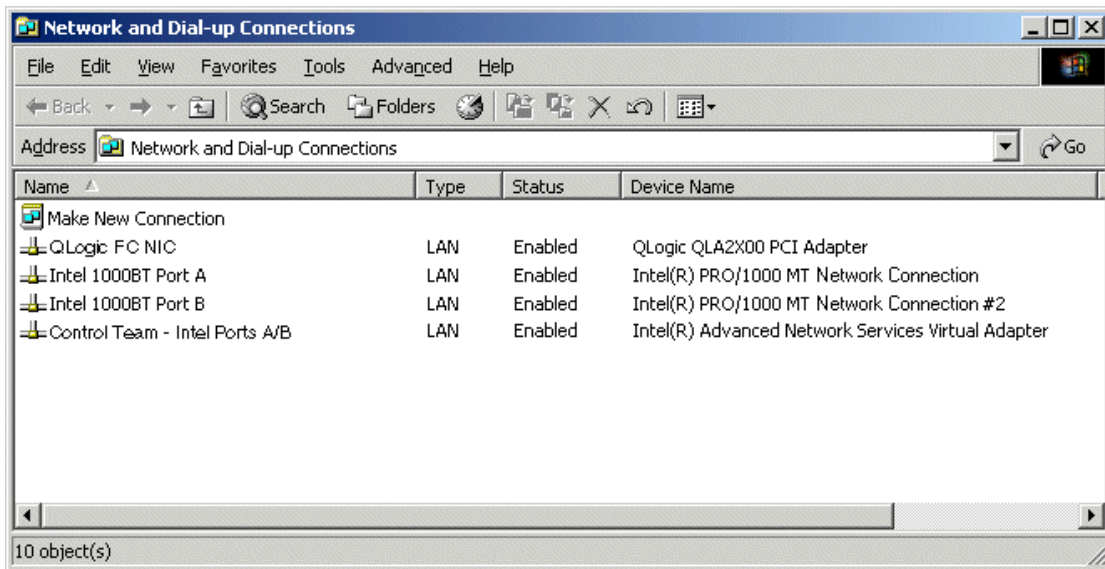 Network and Dial-up Connections
File Edit View Favorites Tools Advanced Help
Back Search Folders
Address Network and Dial-up Connections Go
Name Type Status Device Name
Make New Connection
QLogic FC NIC LAN Enabled QLogic QLA2X00 PCI Adapter
Intel 1000BT Port A LAN Enabled Intel(R) PRO/1000 MT Network Connection
Intel 1000BT Port B LAN Enabled Intel(R) PRO/1000 MT Network Connection #2
Control Team - Intel Ports A/B LAN Enabled Intel(R) Advanced Network Services Virtual Adapter
10 object(s)